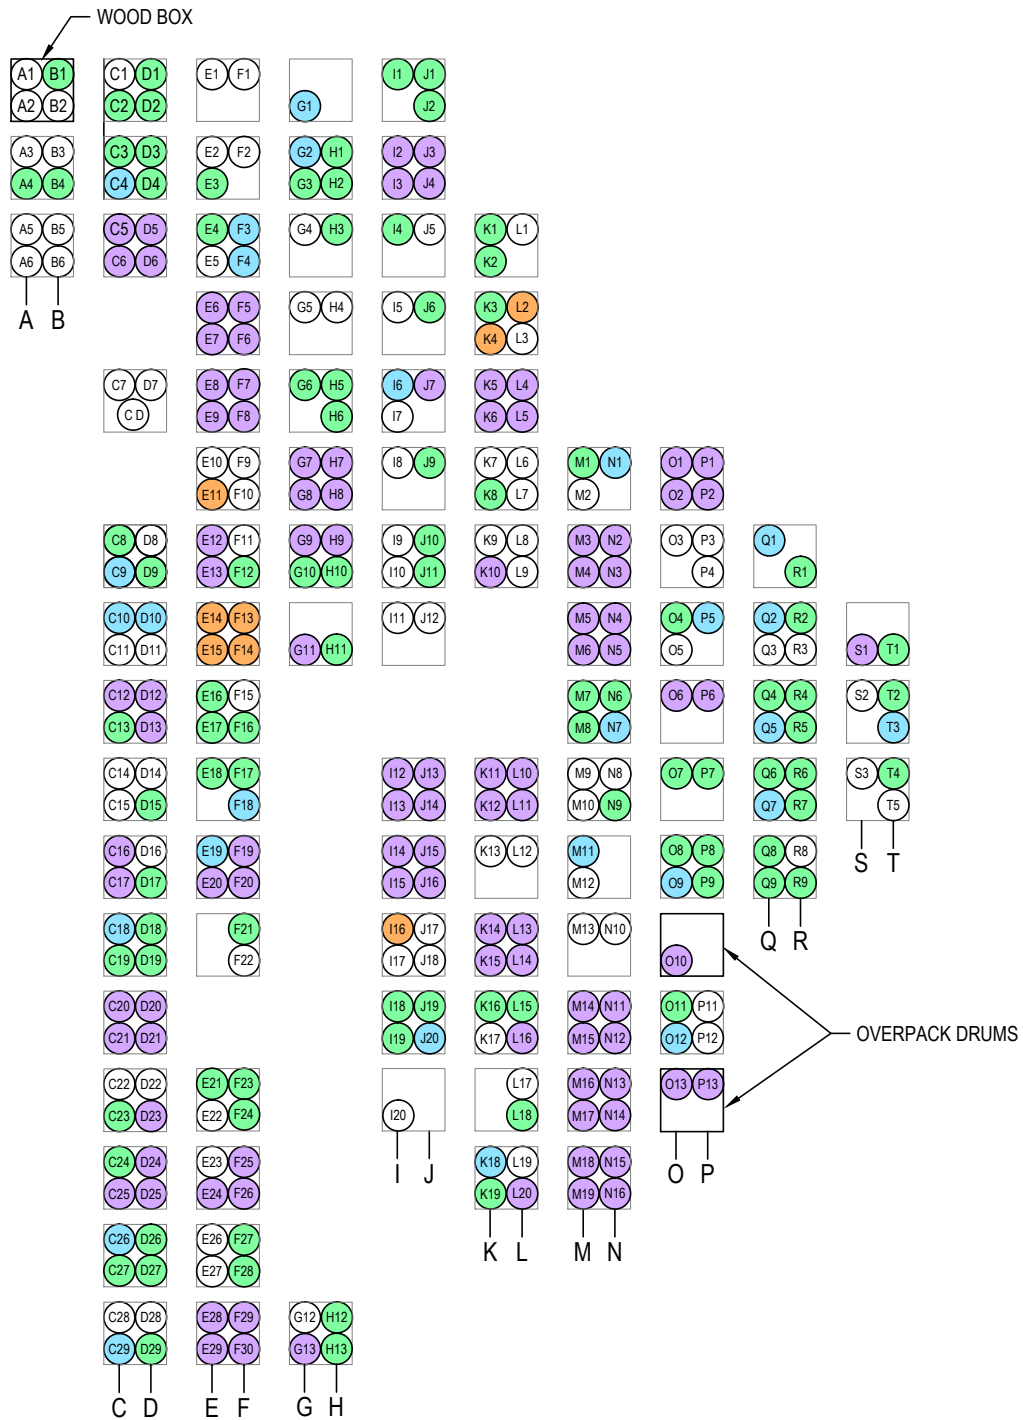 WOOD BOX
A1 B1 C1 D1 E1 F1 I1 J1
A2 B2 C2 D2 G1 J2
A3 B3 C3 D3 E2 F2 G2 H1 I2 J3
A4 B4 C4 D4 E3 G3 H2 I3 J4
A5 B5 C5 D5 E4 F3 G4 H3 I4 J5 K1 L1
A6 B6 C6 D6 E5 F4 K2
A B
E6 F5 G5 H4 I5 J6 K3 L2
E7 F6 K4 L3
C7 D7 E8 F7 G6 H5 I6 J7 K5 L4
C D E9 F8 H6 I7 K6 L5
E10 F9 G7 H7 I8 J9 K7 L6 M1 N1 O1 P1
E11 F10 G8 H8 K8 L7 M2 O2 P2
C8 D8 E12 F11 G9 H9 I9 J10 K9 L8 M3 N2 O3 P3 Q1
C9 D9 E13 F12 G10 H10 I10 J11 K10 L9 M4 N3 P4 R1
C10 D10 E14 F13 I11 J12 M5 N4 O4 P5 Q2 R2
C11 D11 E15 F14 G11 H11 M6 N5 O5 Q3 R3 S1 T1
C12 D12 E16 F15 M7 N6 O6 P6 Q4 R4 S2 T2
C13 D13 E17 F16 M8 N7 Q5 R5 T3
C14 D14 E18 F17 I12 J13 K11 L10 M9 N8 O7 P7 Q6 R6 S3 T4
C15 D15 F18 I13 J14 K12 L11 M10 N9 Q7 R7 T5
C16 D16 E19 F19 I14 J15 K13 L12 M11 O8 P8 Q8 R8
S T
C17 D17 E20 F20 I15 J16 M12 O9 P9 Q9 R9
C18 D18 F21 I16 J17 K14 L13 M13 N10
Q R
C19 D19 F22 I17 J18 K15 L14 O10
C20 D20 I18 J19 K16 L15 M14 N11 O11 P11
OVERPACK DRUMS
C21 D21 I19 J20 K17 L16 M15 N12 O12 P12
C22 D22 E21 F23 L17 M16 N13 O13 P13
C23 D23 E22 F24 I20 L18 M17 N14
C24 D24 E23 F25 K18 L19 M18 N15
I J O P
C25 D25 E24 F26 K19 L20 M19 N16
C26 D26 E26 F27
K L M N
C27 D27 E27 F28
C28 D28 E28 F29 G12 H12
C29 D29 E29 F30 G13 H13
C D E F G H